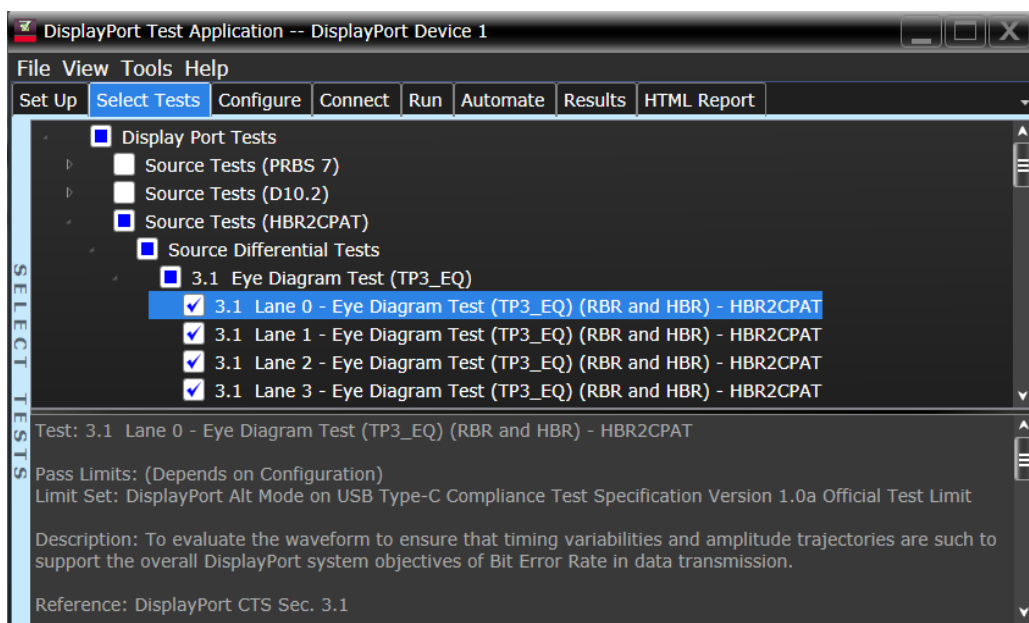 DisplayPort Test Application -- DisplayPort Device 1
File View Tools Help
Set Up Select Tests Configure Connect Run Automate Results HTML Report
Display Port Tests
Source Tests (PRBS 7)
Source Tests (D10.2)
Source Tests (HBR2CPAT)
Source Differential Tests
3.1 Eye Diagram Test (TP3_EQ)
3.1 Lane 0 - Eye Diagram Test (TP3_EQ) (RBR and HBR) - HBR2CPAT
3.1 Lane 1 - Eye Diagram Test (TP3_EQ) (RBR and HBR) - HBR2CPAT
3.1 Lane 2 - Eye Diagram Test (TP3_EQ) (RBR and HBR) - HBR2CPAT
3.1 Lane 3 - Eye Diagram Test (TP3_EQ) (RBR and HBR) - HBR2CPAT
SELECT TESTS
Test: 3.1 Lane 0 - Eye Diagram Test (TP3_EQ) (RBR and HBR) - HBR2CPAT
Pass Limits: (Depends on Configuration)
Limit Set: DisplayPort Alt Mode on USB Type-C Compliance Test Specification Version 1.0a Official Test Limit
Description: To evaluate the waveform to ensure that timing variabilities and amplitude trajectories are such to
support the overall DisplayPort system objectives of Bit Error Rate in data transmission.
Reference: DisplayPort CTS Sec. 3.1